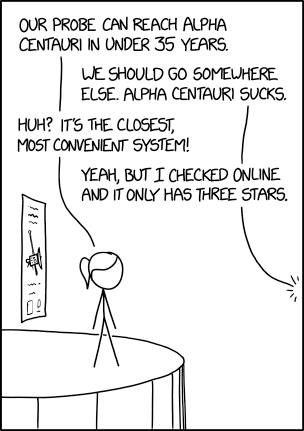 OUR PROBE CAN REACH ALPHA
CENTAURI IN UNDER 35 YEARS.
WE SHOULD GO SOMEWHERE
ELSE. ALPHA CENTAURI SUCKS.
HUH? IT'S THE CLOSEST,
MOST CONVENIENT SYSTEM!
YEAH, BUT I CHECKED ONLINE
AND IT ONLY HAS THREE STARS.